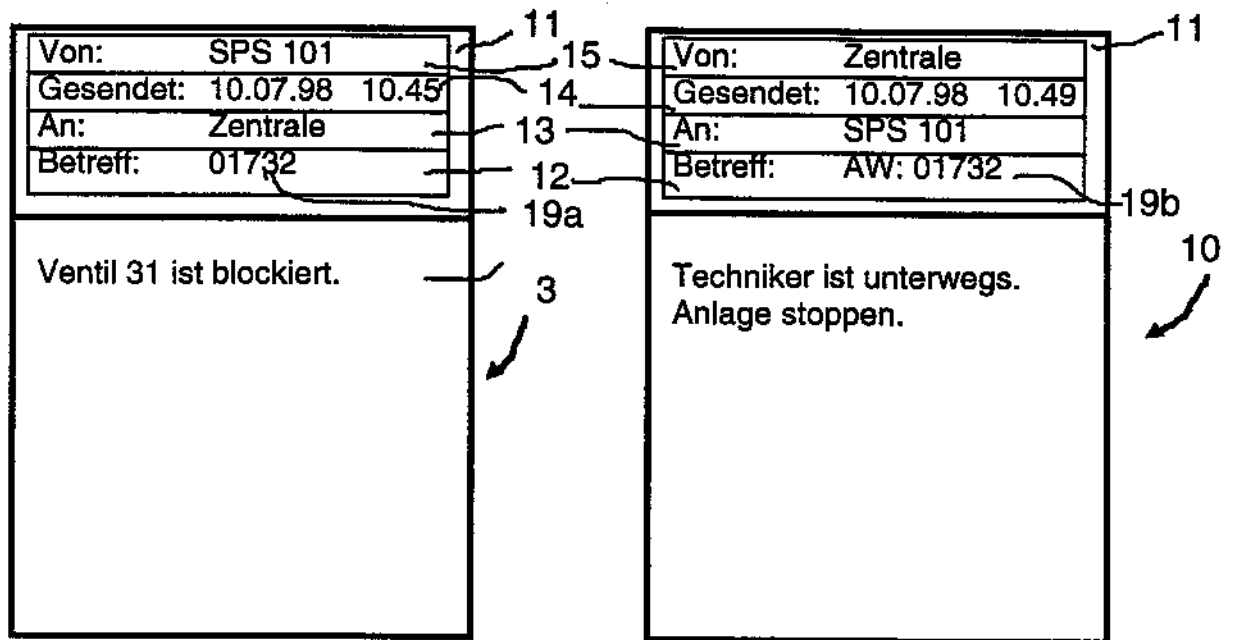 Von: SPS 101
Gesendet: 10.07.98 10.45
An: Zentrale
Betreff: 01732
Ventil 31 ist blockiert.
11
15
14
13
12
19a
3
Von: Zentrale
Gesendet: 10.07.98 10.49
An: SPS 101
Betreff: AW: 01732
Techniker ist unterwegs.
Anlage stoppen.
11
19b
10